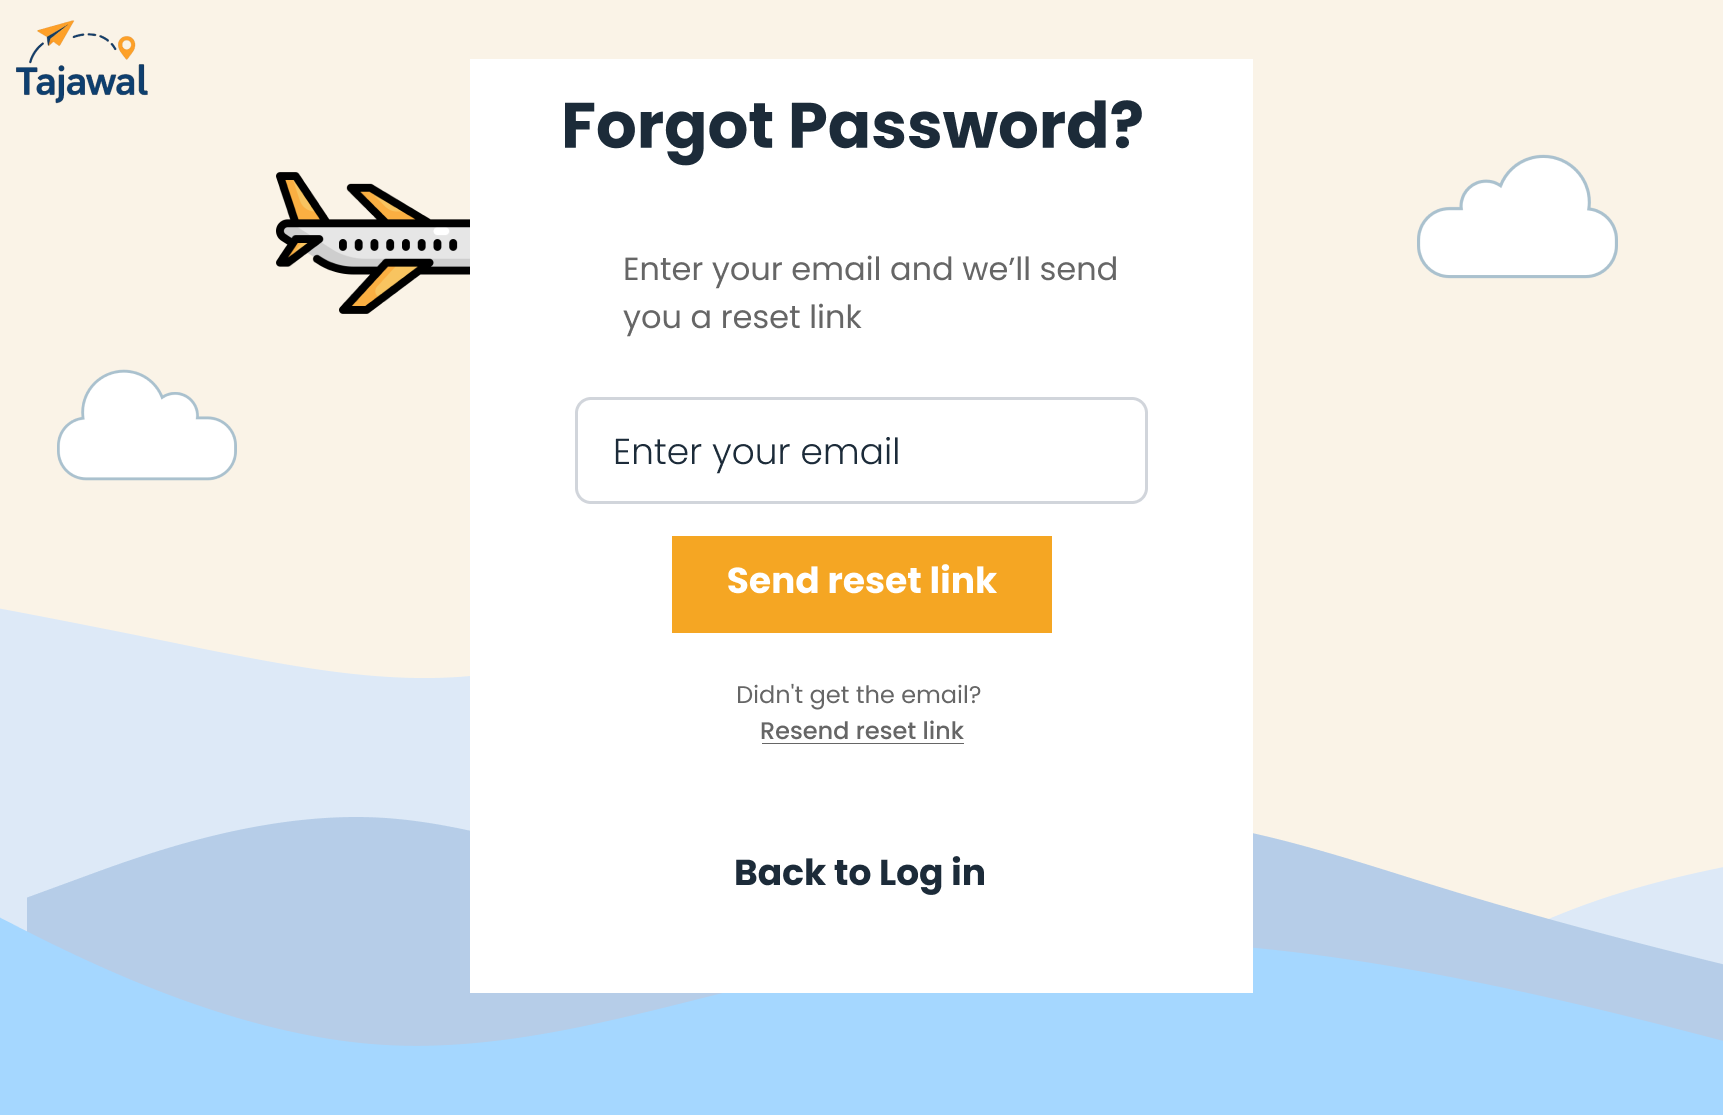 Tajawal
Forgot Password?
Enter your email and we’ll send
you a reset link
Enter your email
Send reset link
Didn't get the email?
Resend reset link
Back to Log in